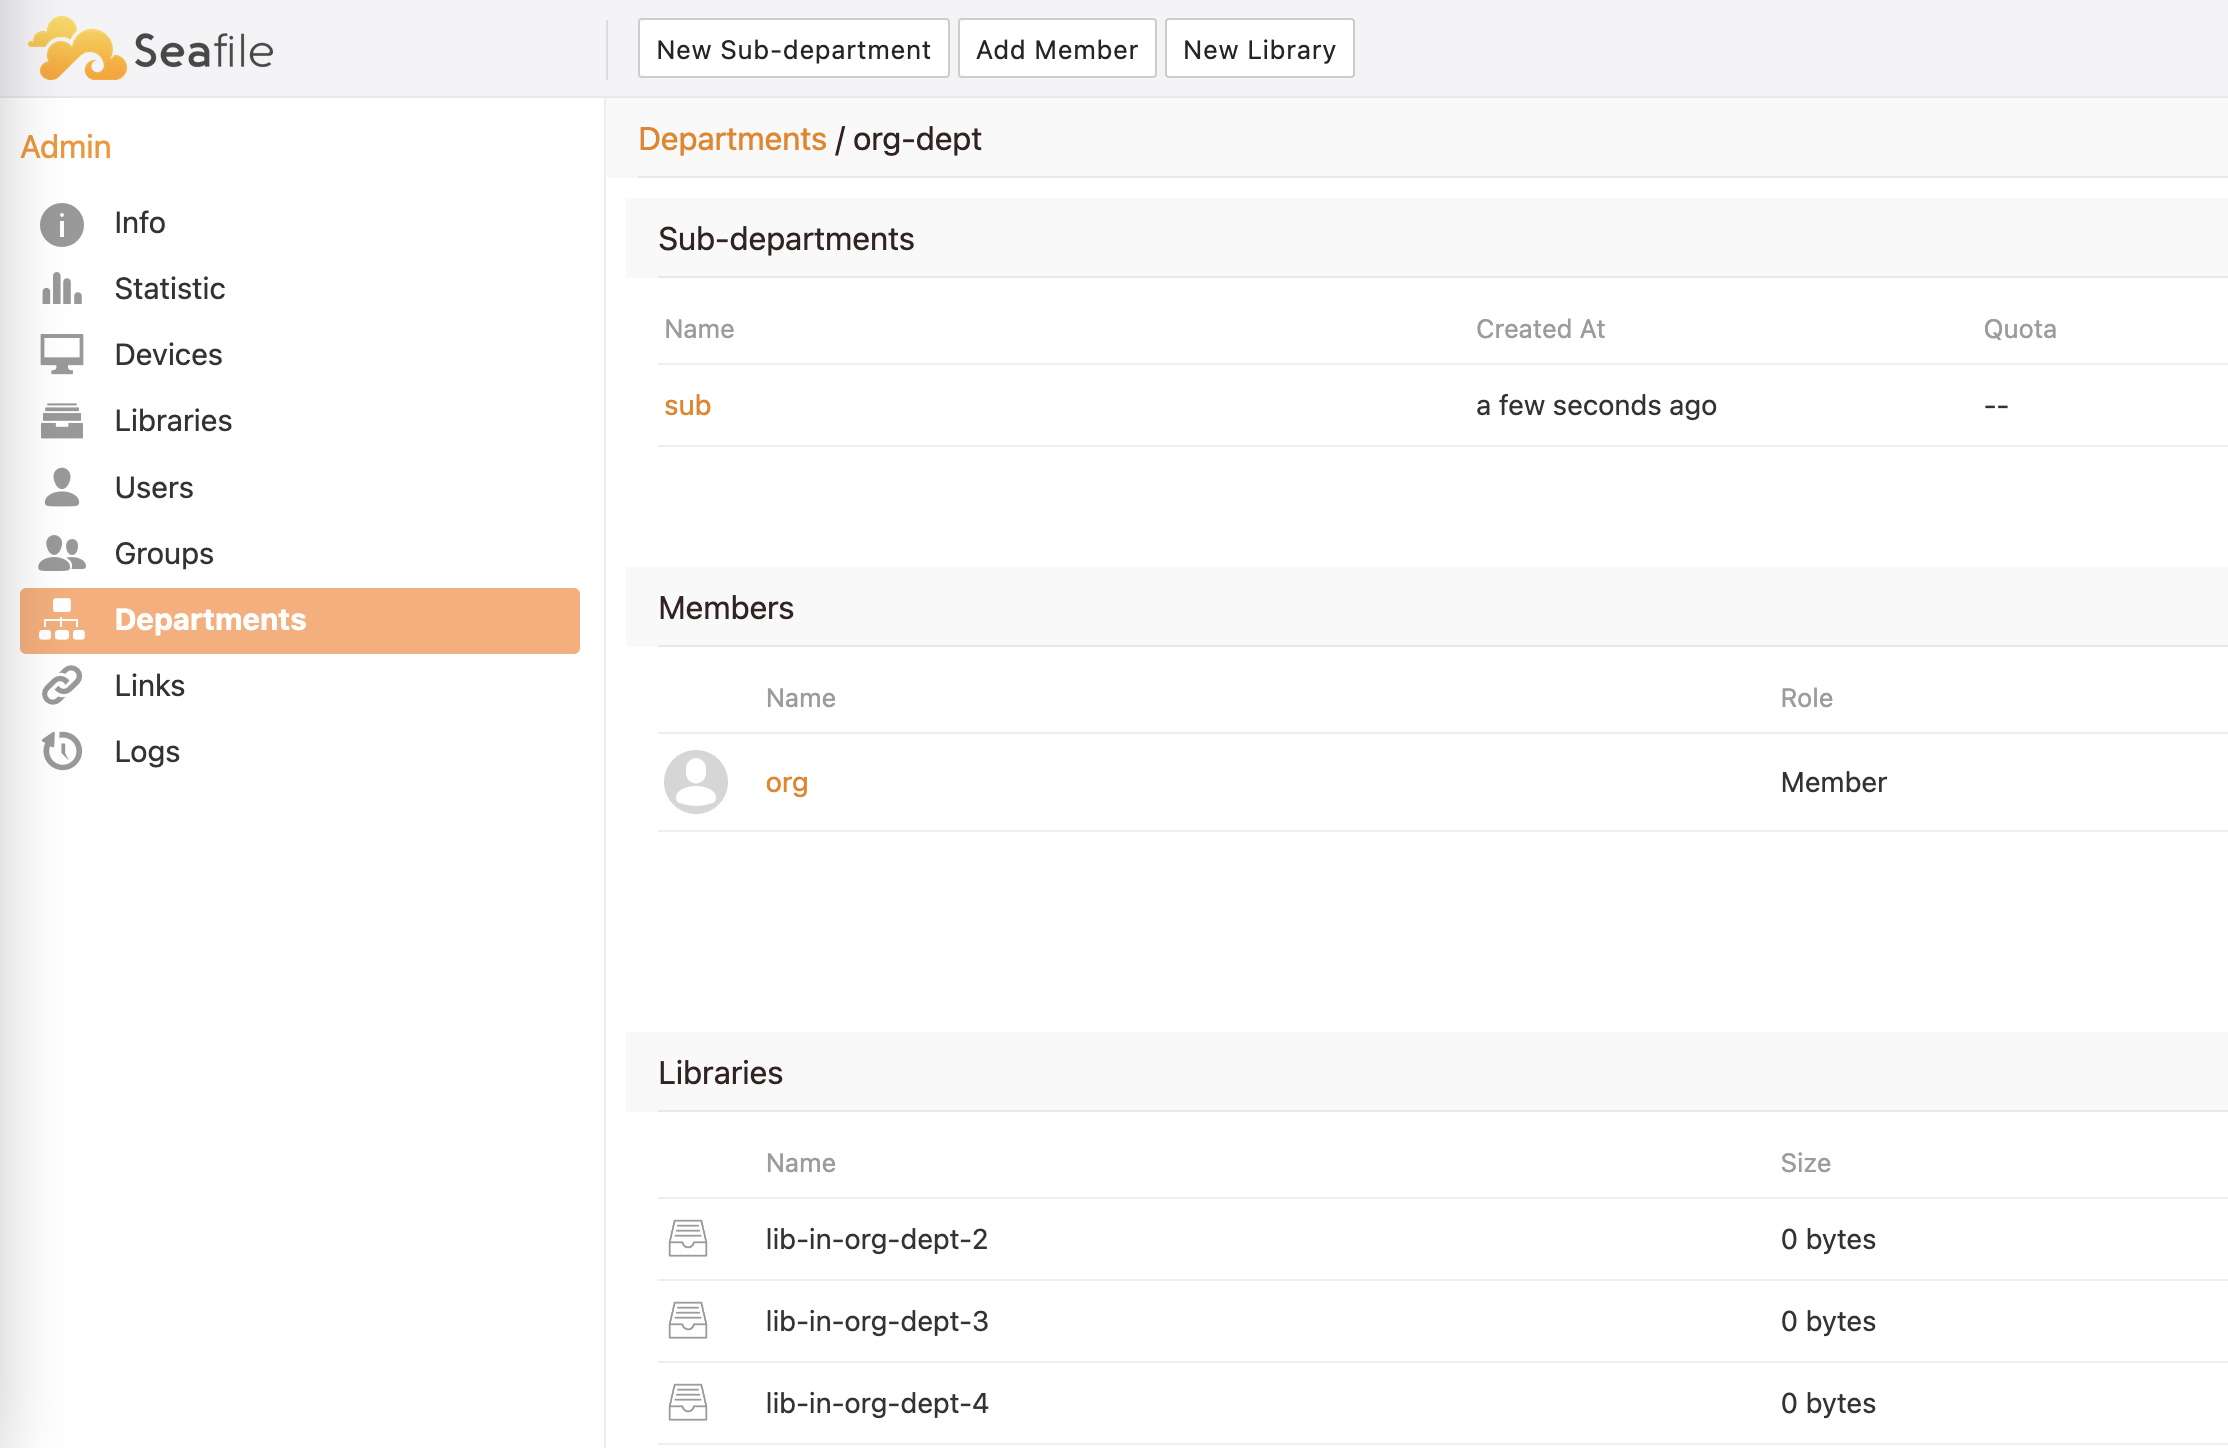 Seafile
New Sub-department
Add Member
New Library
Admin
Info
Statistic
Devices
Libraries
Users
Groups
Departments
Links
Logs
Departments / org-dept
Sub-departments
Name Created At Quota
sub a few seconds ago --
Members
Name Role
org Member
Libraries
Name Size
lib-in-org-dept-2 0 bytes
lib-in-org-dept-3 0 bytes
lib-in-org-dept-4 0 bytes